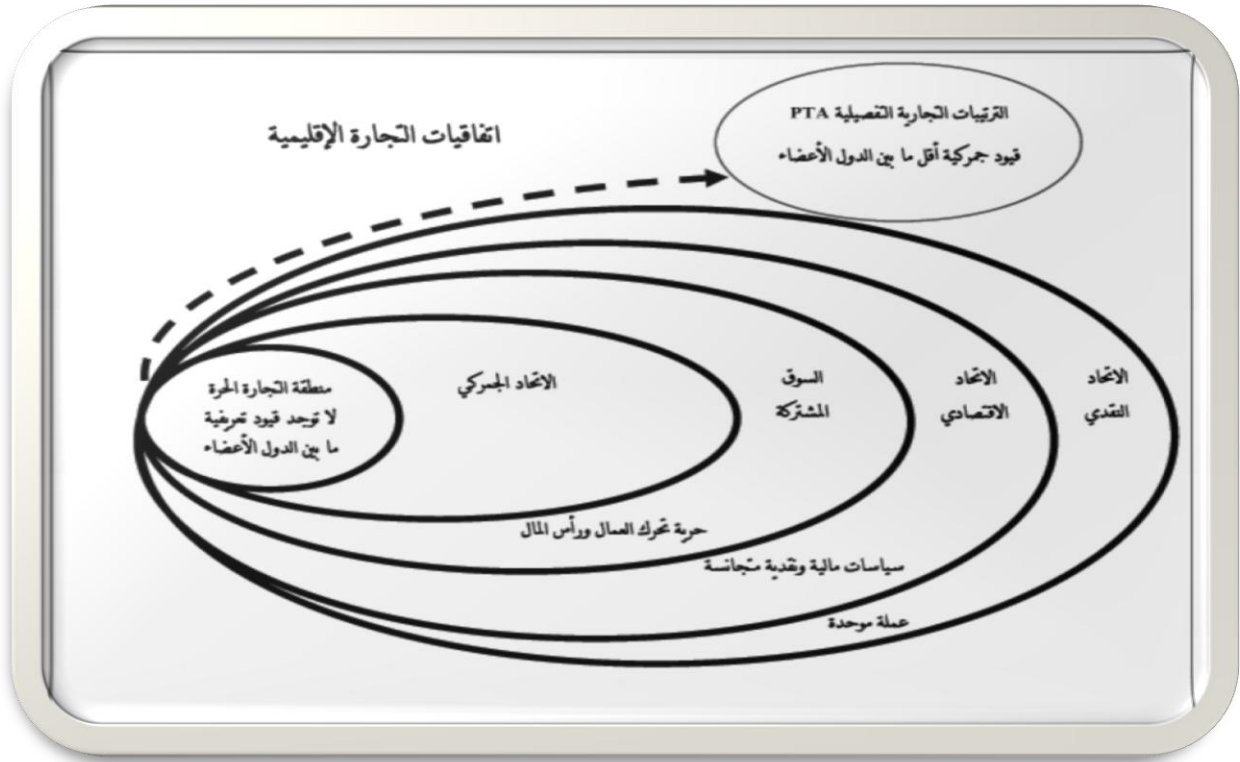 اتفاقيات التجارة الإقليمية
الترتيبات التجارية التفضيلية PTA
قيود جمركية أقل ما بين الدول الأعضاء
منطقة التجارة الحرة
لا توجد قيود تعريفية
ما بين الدول الأعضاء
الاتحاد الجمركي
السوق
المشتركة
الاتحاد
الاقتصادي
الاتحاد
النقدي
حرية تحرك العمال ورأس المال
سياسات مالية ونقدية متجانسة
عملة موحدة